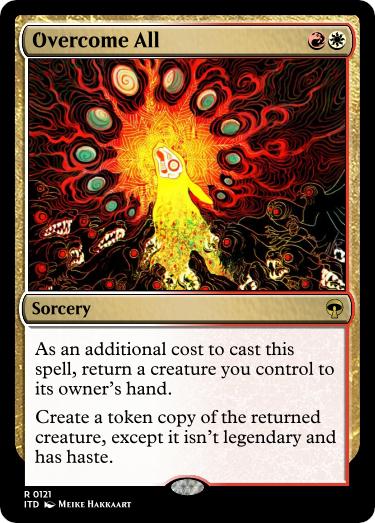 Overcome All
Sorcery
As an additional cost to cast this
spell, return a creature you control to
its owner's hand.
Create a token copy of the returned
creature, except it isn't legendary and
has haste.
R 0121
ITD Meike Hakkaart